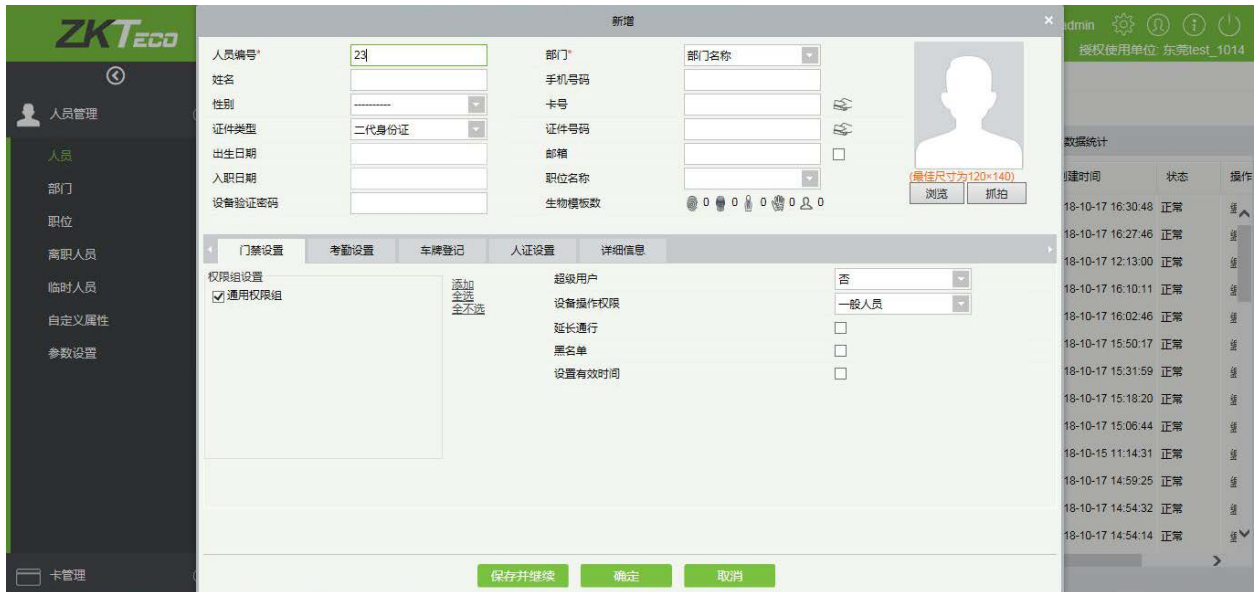 ZKTeco
新增
admin
授权使用单位: 东莞test_1014
人员编号* 23 部门* 部门名称
姓名 手机号码
性别 ---------- 卡号
证件类型 二代身份证 证件号码
出生日期 邮箱
入职日期 职位名称
设备验证密码 生物模板数 0 0 0 0 0
(最佳尺寸为120×140)
浏览 抓拍
人员管理
人员
部门
职位
离职人员
临时人员
自定义属性
参数设置
卡管理
门禁设置 考勤设置 车牌登记 人证设置 详细信息
权限组设置
通用权限组
添加
全选
全不选
超级用户 否
设备操作权限 一般人员
延长通行
黑名单
设置有效时间
保存并继续 确定 取消
数据统计
建时间 状态 操作
18-10-17 16:30:48 正常
18-10-17 16:27:46 正常
18-10-17 12:13:00 正常
18-10-17 16:10:11 正常
18-10-17 16:02:46 正常
18-10-17 15:50:17 正常
18-10-17 15:31:59 正常
18-10-17 15:18:20 正常
18-10-17 15:06:44 正常
18-10-15 11:14:31 正常
18-10-17 14:59:25 正常
18-10-17 14:54:32 正常
18-10-17 14:54:14 正常